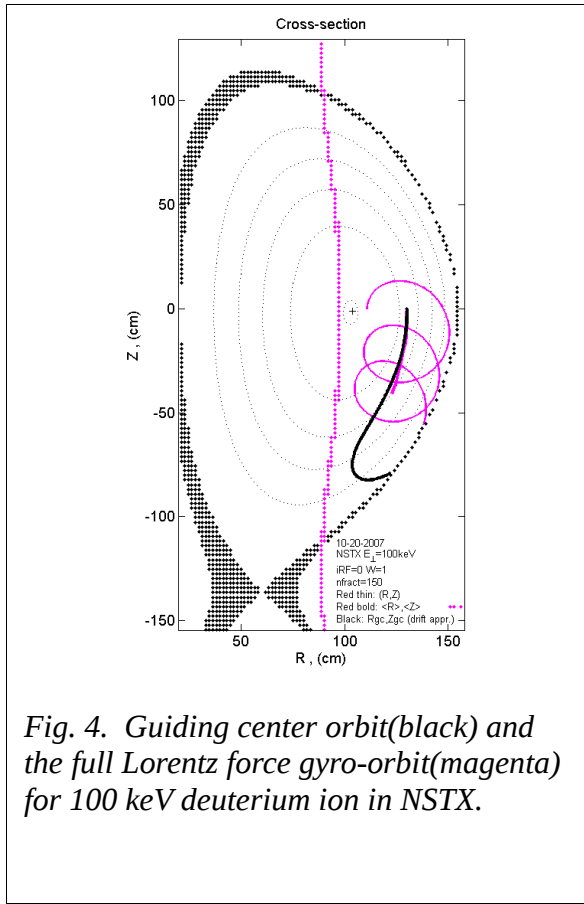 Cross-section
100
50
0
-50
-100
-150
Z , (cm)
50
100
150
R , (cm)
10-20-2007
NSTX E⊥=100keV
iRF=0 W=1
nfract=150
Red thin: (R,Z)
Red bold: <R>,<Z>
Black: Rgc,Zgc (drift appr.)
Fig. 4. Guiding center orbit(black) and
the full Lorentz force gyro-orbit(magenta)
for 100 keV deuterium ion in NSTX.